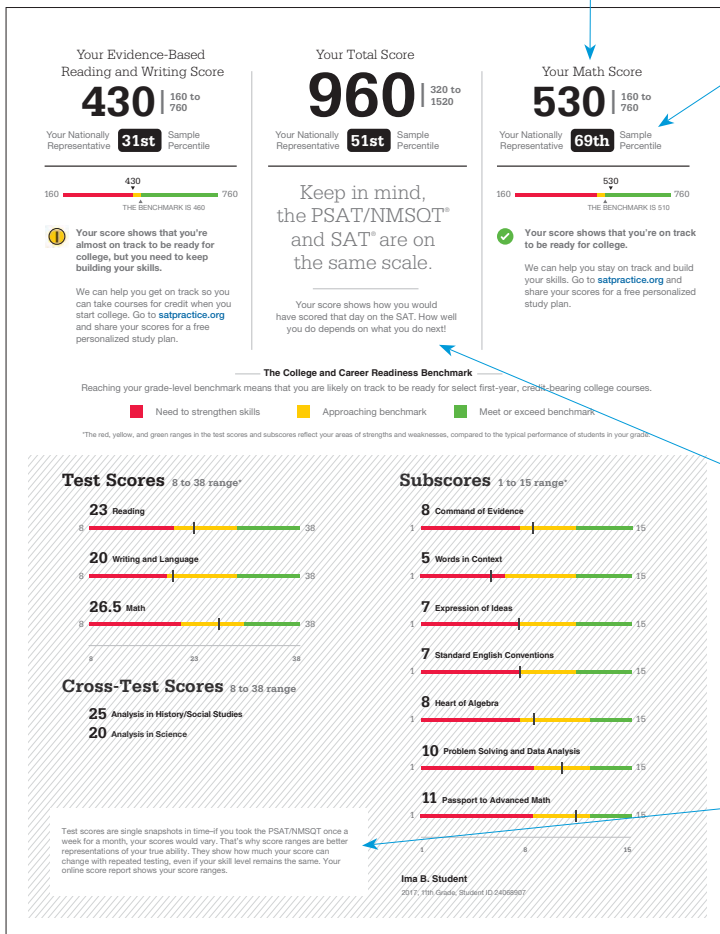 Your Evidence-Based
Reading and Writing Score
430 | 160 to
760
Your Nationally
Representative 31st Sample
Percentile
430
160 760
THE BENCHMARK IS 460
Your score shows that you're
almost on track to be ready for
college, but you need to keep
building your skills.
We can help you get on track so you
can take courses for credit when you
start college. Go to satpractice.org
and share your scores for a free
personalized study plan.
Your Total Score
960 | 320 to
1520
Your Nationally
Representative 51st Sample
Percentile
Keep in mind,
the PSAT/NMSQT®
and SAT® are on
the same scale.
Your score shows how you would
have scored that day on the SAT. How well
you do depends on what you do next!
Your Math Score
530 | 160 to
760
Your Nationally
Representative 69th Sample
Percentile
530
160 760
THE BENCHMARK IS 510
Your score shows that you're on track
to be ready for college.
We can help you stay on track and build
your skills. Go to satpractice.org and
share your scores for a free personalized
study plan.
The College and Career Readiness Benchmark
Reaching your grade-level benchmark means that you are likely on track to be ready for select first-year, credit-bearing college courses.
Need to strengthen skills Approaching benchmark Meet or exceed benchmark
*The red, yellow, and green ranges in the test scores and subscores reflect your areas of strengths and weaknesses, compared to the typical performance of students in your grade.
Test Scores 8 to 38 range*
23 Reading
8 38
20 Writing and Language
8 38
26.5 Math
8 38
8 23 38
Cross-Test Scores 8 to 38 range
25 Analysis in History/Social Studies
20 Analysis in Science
Test scores are single snapshots in time–if you took the PSAT/NMSQT once a
week for a month, your scores would vary. That's why score ranges are better
representations of your true ability. They show how much your score can
change with repeated testing, even if your skill level remains the same. Your
online score report shows your score ranges.
Subscores 1 to 15 range*
8 Command of Evidence
1 15
5 Words in Context
1 15
7 Expression of Ideas
1 15
7 Standard English Conventions
1 15
8 Heart of Algebra
1 15
10 Problem Solving and Data Analysis
1 15
11 Passport to Advanced Math
1 15
1 8 15
Ima B. Student
2017, 11th Grade, Student ID 24068907